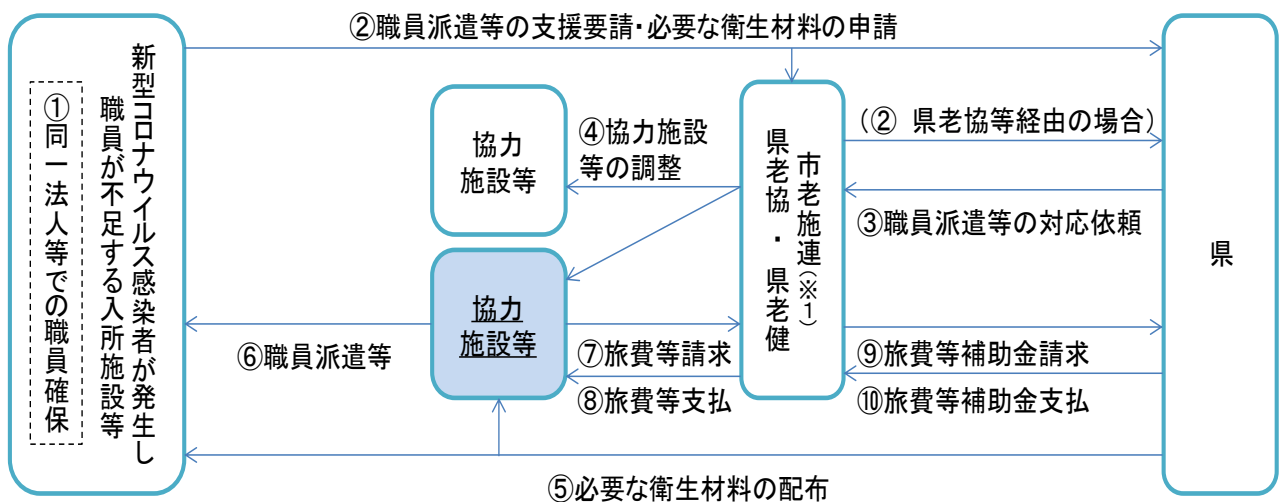 ②職員派遣等の支援要請・必要な衛生材料の申請
新型コロナウイルス感染者が発生し
職員が不足する入所施設等
①同一法人等での職員確保
協力
施設等
④協力施設
等の調整
市老施連(※1)
県老協・県老健
(② 県老協等経由の場合)
③職員派遣等の対応依頼
県
協力
施設等
⑥職員派遣等
⑦旅費等請求
⑧旅費等支払
⑨旅費等補助金請求
⑩旅費等補助金支払
⑤必要な衛生材料の配布